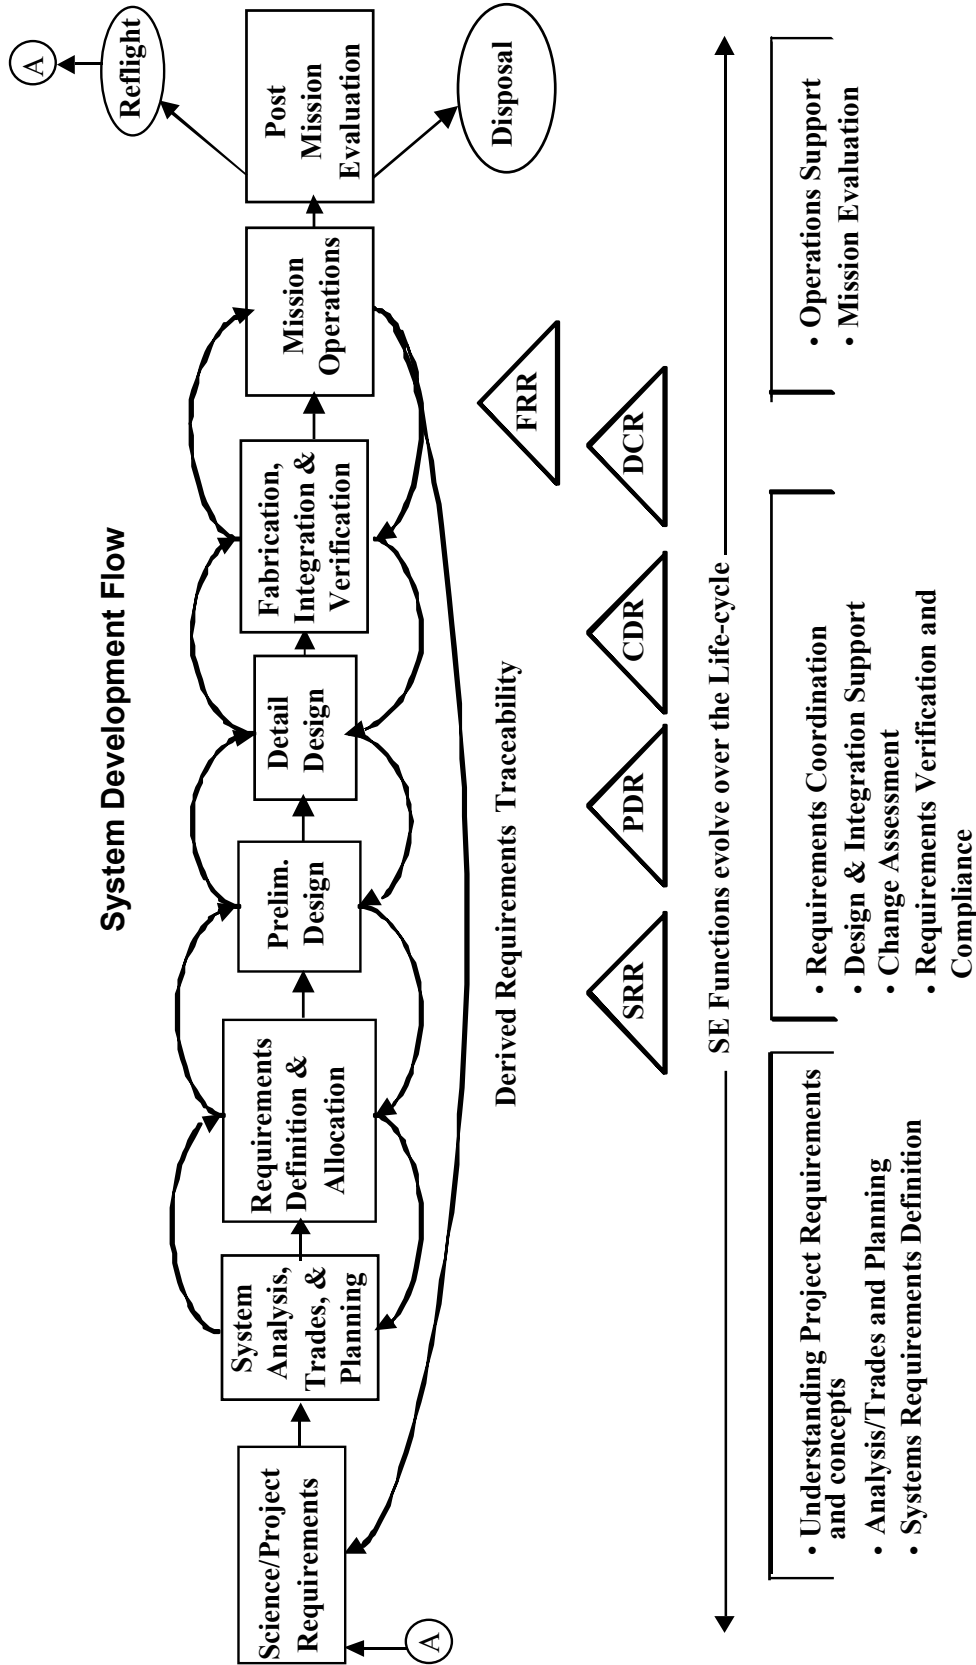 System Development Flow
A
Science/Project
Requirements
System
Analysis,
Trades, &
Planning
Requirements
Definition &
Allocation
Prelim.
Design
Detail
Design
Fabrication,
Integration &
Verification
Mission
Operations
Post
Mission
Evaluation
Reflight
A
Disposal
Derived Requirements Traceability
SRR
PDR
CDR
DCR
FRR
SE Functions evolve over the Life-cycle
• Understanding Project Requirements
and concepts
• Analysis/Trades and Planning
• Systems Requirements Definition
• Requirements Coordination
• Design & Integration Support
• Change Assessment
• Requirements Verification and
Compliance
• Operations Support
• Mission Evaluation